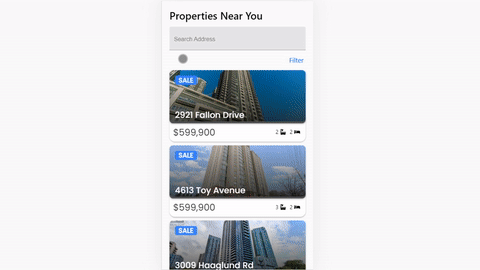 Properties Near You
Search Address
Filter
SALE
2921 Fallon Drive
$599,900
2 2
SALE
4613 Toy Avenue
$599,900
3 2
SALE
3009 Haaglund Rd